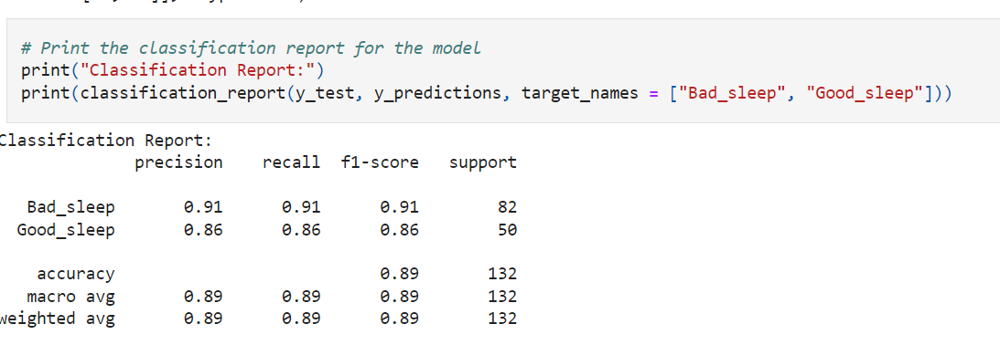 # Print the classification report for the model
print("Classification Report:")
print(classification_report(y_test, y_predictions, target_names = ["Bad_sleep", "Good_sleep"]))
Classification Report:
precision recall f1-score support
Bad_sleep 0.91 0.91 0.91 82
Good_sleep 0.86 0.86 0.86 50
accuracy 0.89 132
macro avg 0.89 0.89 0.89 132
weighted avg 0.89 0.89 0.89 132